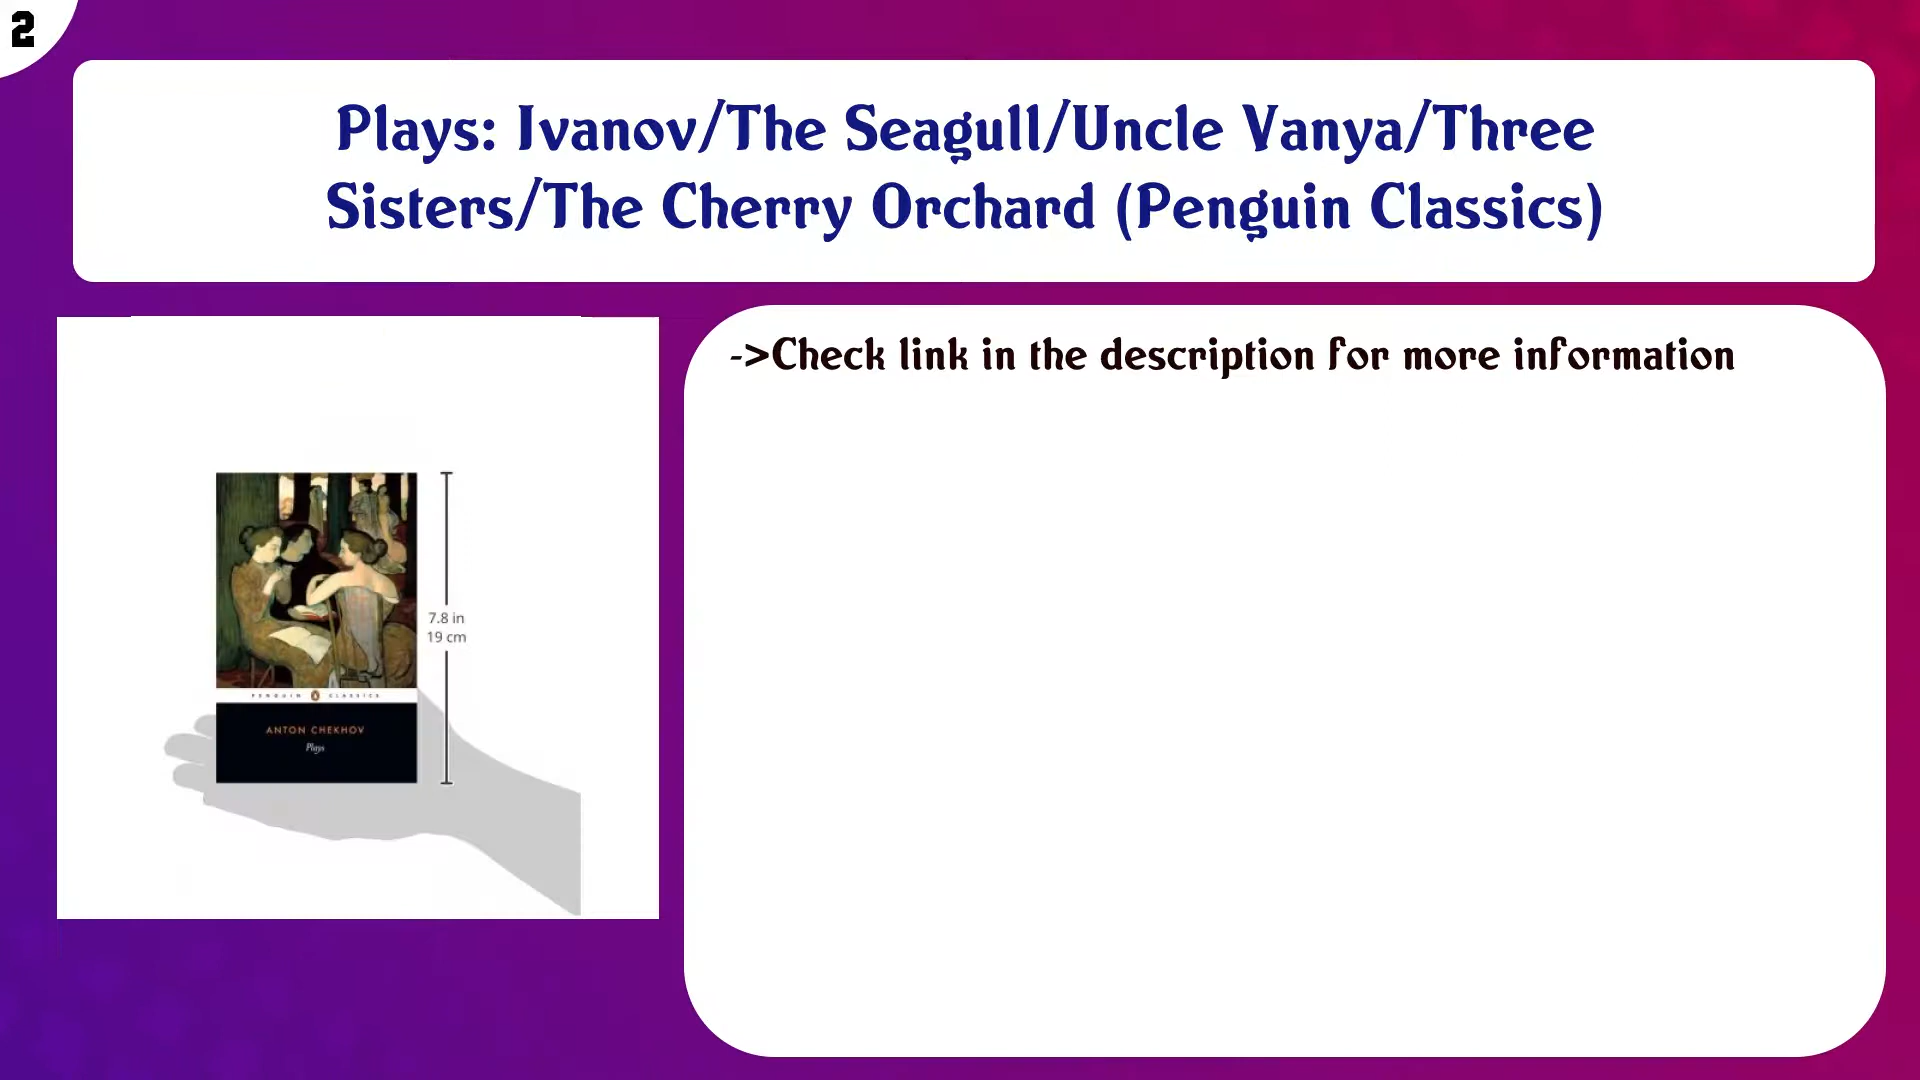 2
Plays: Ivanov/The Seagull/Uncle Vanya/Three
Sisters/The Cherry Orchard (Penguin Classics)
->Check link in the description for more information
7.8 in
19 cm
PENGUIN CLASSICS
ANTON CHEKHOV
Plays